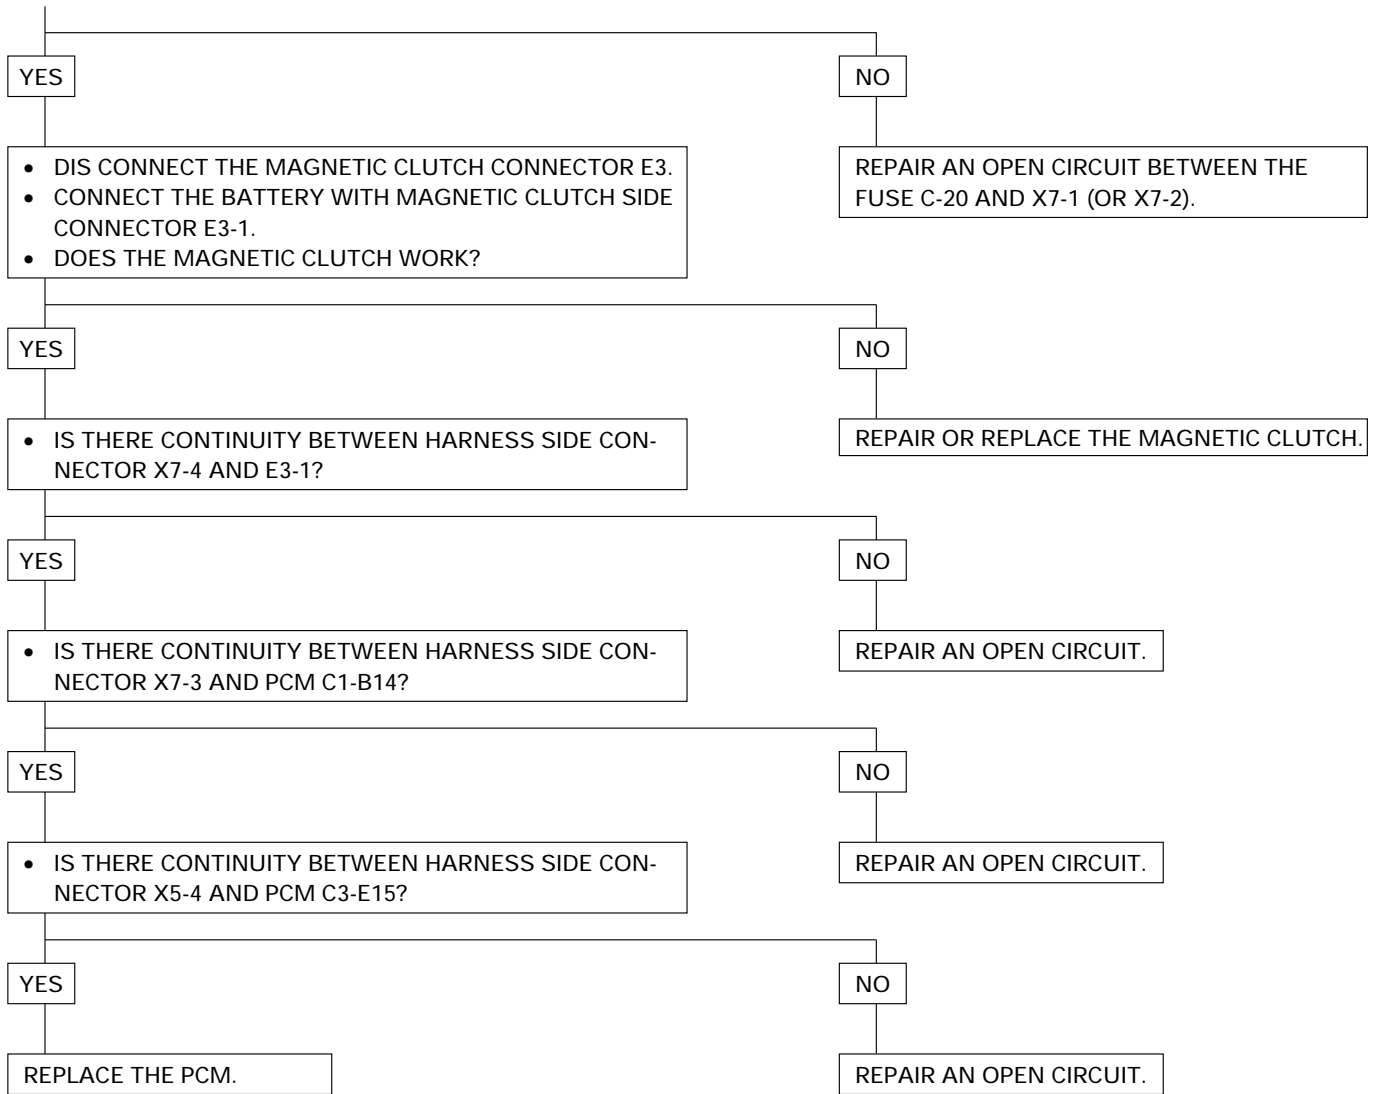 YES
NO
• DIS CONNECT THE MAGNETIC CLUTCH CONNECTOR E3.
• CONNECT THE BATTERY WITH MAGNETIC CLUTCH SIDE
CONNECTOR E3-1.
• DOES THE MAGNETIC CLUTCH WORK?
REPAIR AN OPEN CIRCUIT BETWEEN THE
FUSE C-20 AND X7-1 (OR X7-2).
YES
NO
• IS THERE CONTINUITY BETWEEN HARNESS SIDE CON-
NECTOR X7-4 AND E3-1?
REPAIR OR REPLACE THE MAGNETIC CLUTCH.
YES
NO
• IS THERE CONTINUITY BETWEEN HARNESS SIDE CON-
NECTOR X7-3 AND PCM C1-B14?
REPAIR AN OPEN CIRCUIT.
YES
NO
• IS THERE CONTINUITY BETWEEN HARNESS SIDE CON-
NECTOR X5-4 AND PCM C3-E15?
REPAIR AN OPEN CIRCUIT.
YES
NO
REPLACE THE PCM.
REPAIR AN OPEN CIRCUIT.